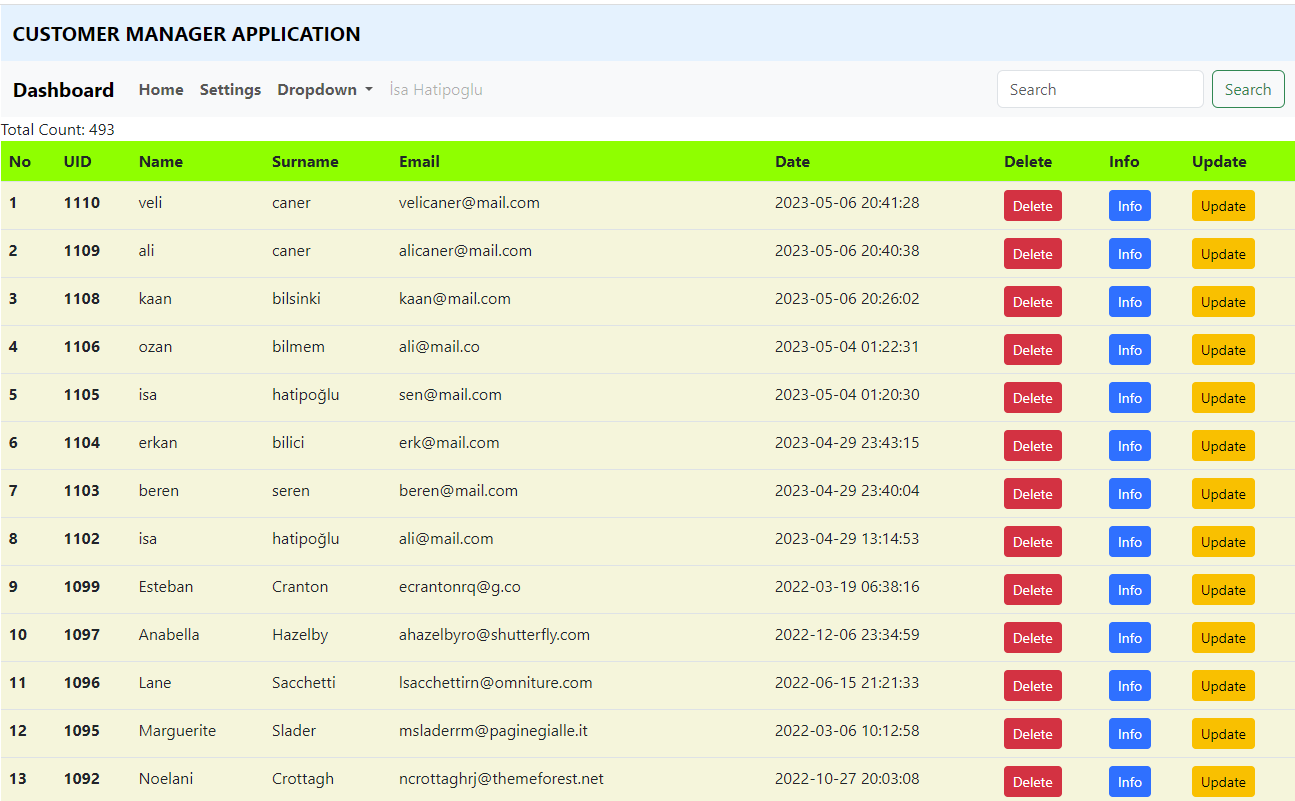 CUSTOMER MANAGER APPLICATION
Dashboard Home Settings Dropdown İsa Hatipoglu Search Search
Total Count: 493
No UID Name Surname Email Date Delete Info Update
1 1110 veli caner velicaner@mail.com 2023-05-06 20:41:28 Delete Info Update
2 1109 ali caner alicaner@mail.com 2023-05-06 20:40:38 Delete Info Update
3 1108 kaan bilsinki kaan@mail.com 2023-05-06 20:26:02 Delete Info Update
4 1106 ozan bilmem ali@mail.co 2023-05-04 01:22:31 Delete Info Update
5 1105 isa hatipoğlu sen@mail.com 2023-05-04 01:20:30 Delete Info Update
6 1104 erkan bilici erk@mail.com 2023-04-29 23:43:15 Delete Info Update
7 1103 beren seren beren@mail.com 2023-04-29 23:40:04 Delete Info Update
8 1102 isa hatipoğlu ali@mail.com 2023-04-29 13:14:53 Delete Info Update
9 1099 Esteban Cranton ecrantonrq@g.co 2022-03-19 06:38:16 Delete Info Update
10 1097 Anabella Hazelby ahazelbyro@shutterfly.com 2022-12-06 23:34:59 Delete Info Update
11 1096 Lane Sacchetti lsacchettirn@omniture.com 2022-06-15 21:21:33 Delete Info Update
12 1095 Marguerite Slader msladerrm@paginegialle.it 2022-03-06 10:12:58 Delete Info Update
13 1092 Noelani Crottagh ncrottaghrj@themeforest.net 2022-10-27 20:03:08 Delete Info Update